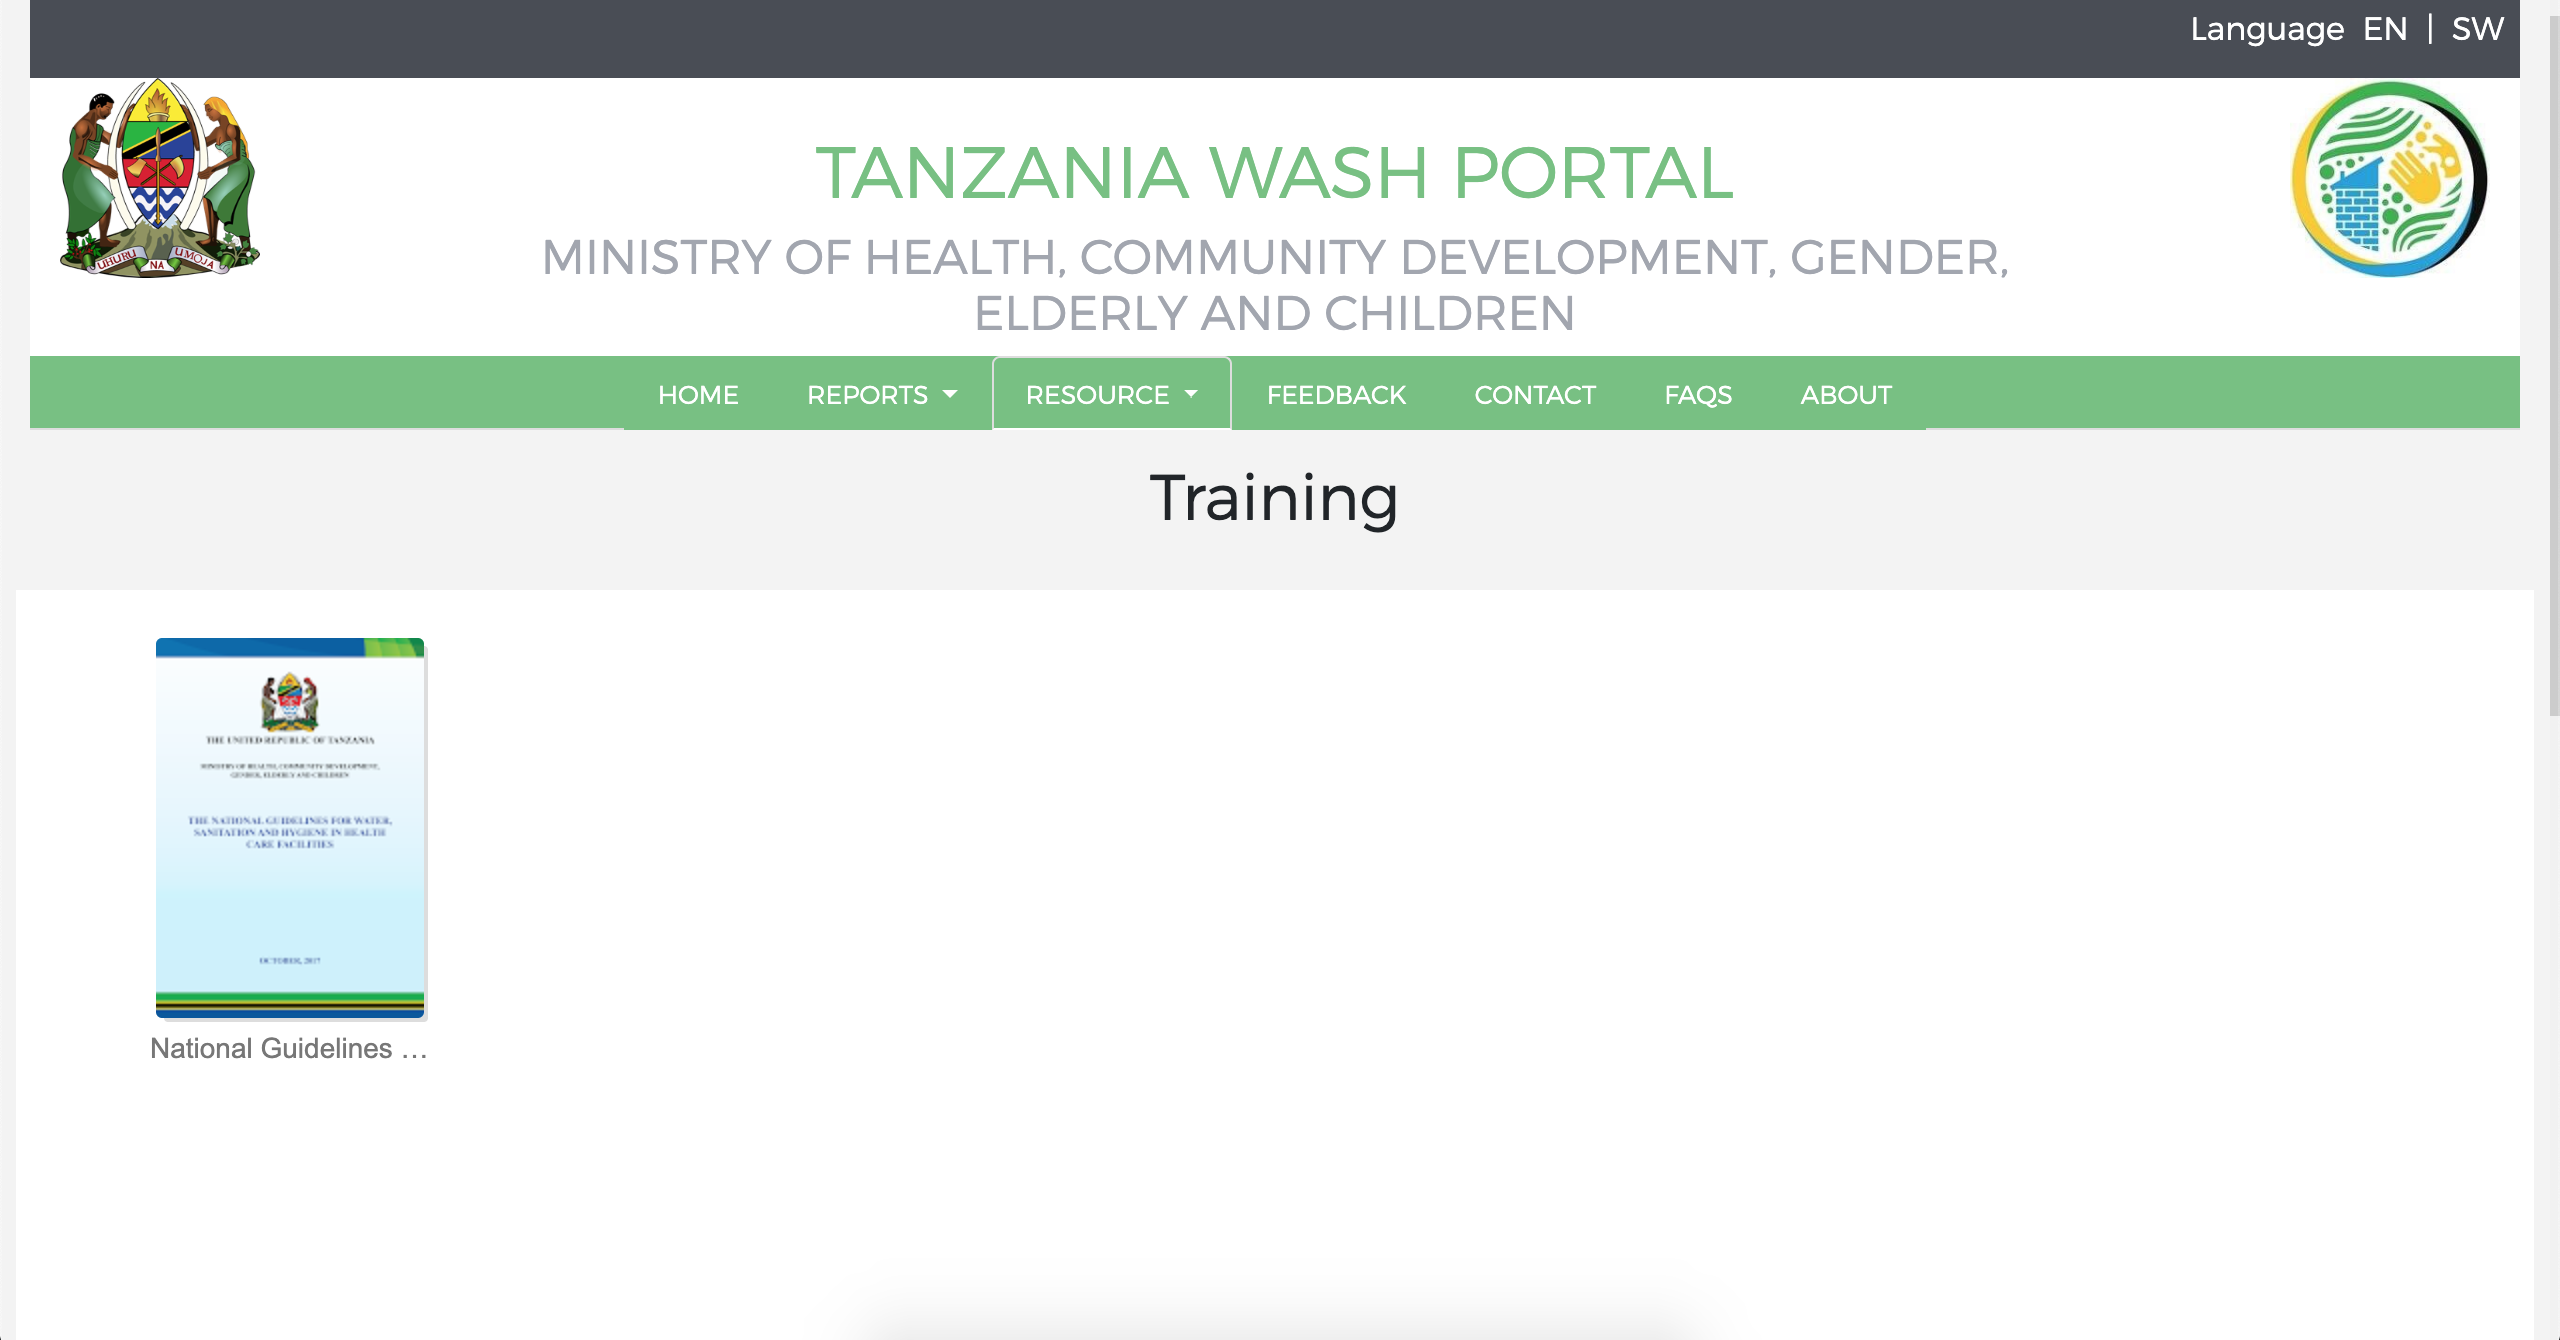 Language EN | SW
UHURU NA UMOJA
TANZANIA WASH PORTAL
MINISTRY OF HEALTH, COMMUNITY DEVELOPMENT, GENDER,
ELDERLY AND CHILDREN
HOME REPORTS RESOURCE FEEDBACK CONTACT FAQS ABOUT
Training
THE UNITED REPUBLIC OF TANZANIA
MINISTRY OF HEALTH, COMMUNITY DEVELOPMENT,
GENDER, ELDERLY AND CHILDREN
THE NATIONAL GUIDELINES FOR WATER,
SANITATION AND HYGIENE IN HEALTH
CARE FACILITIES
OCTOBER, 2017
National Guidelines ...